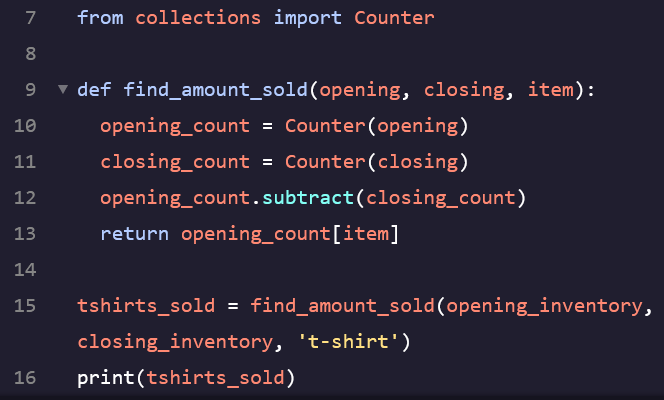 7 from collections import Counter
8
9 def find_amount_sold(opening, closing, item):
10 opening_count = Counter(opening)
11 closing_count = Counter(closing)
12 opening_count.subtract(closing_count)
13 return opening_count[item]
14
15 tshirts_sold = find_amount_sold(opening_inventory,
closing_inventory, 't-shirt')
16 print(tshirts_sold)